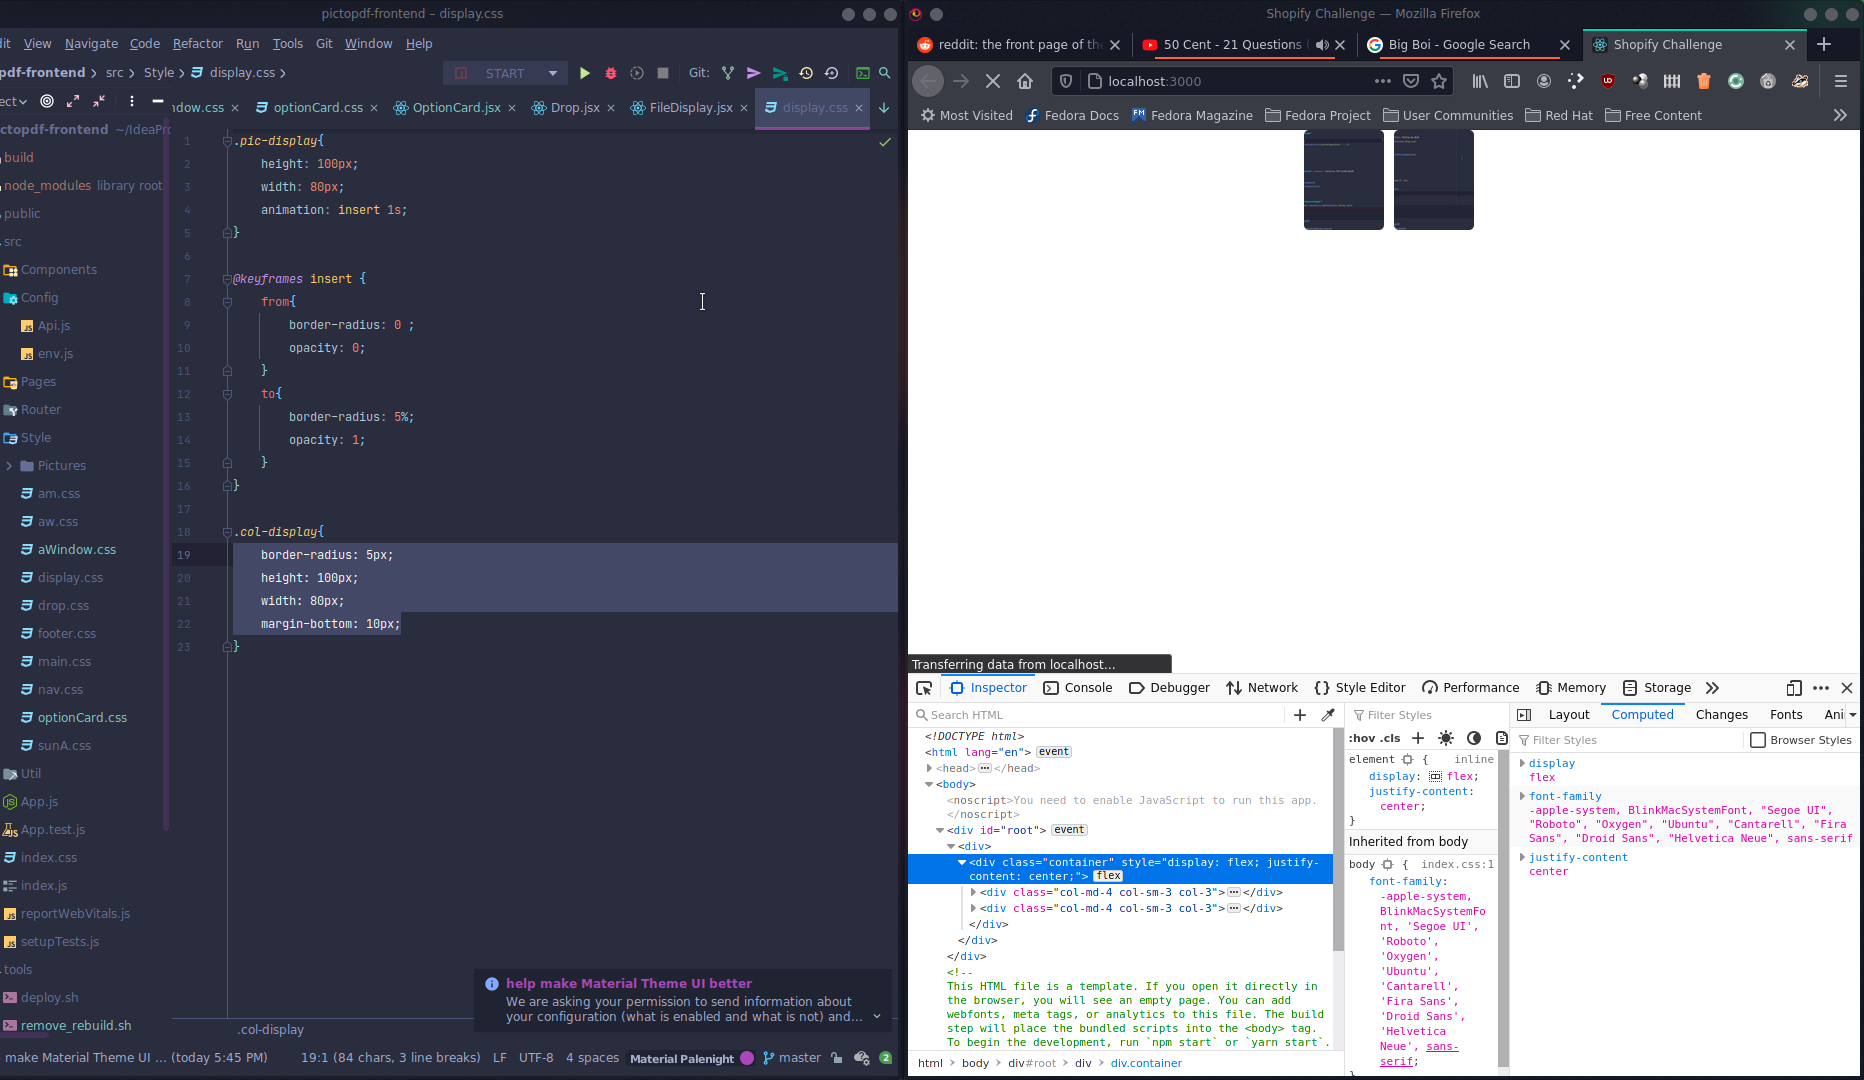 pictopdf-frontend – display.css
dit View Navigate Code Refactor Run Tools Git Window Help
pdf-frontend src Style display.css
START Git:
ect
ndow.css optionCard.css OptionCard.jsx Drop.jsx FileDisplay.jsx display.css
ctopdf-frontend ~/IdeaPro
build
node_modules library root
public
src
Components
Config
Api.js
env.js
Pages
Router
Style
Pictures
am.css
aw.css
aWindow.css
display.css
drop.css
footer.css
main.css
nav.css
optionCard.css
sunA.css
Util
App.js
App.test.js
index.css
index.js
reportWebVitals.js
setupTests.js
tools
deploy.sh
remove_rebuild.sh
1 .pic-display{
2 height: 100px;
3 width: 80px;
4 animation: insert 1s;
5 }
6
7 @keyframes insert {
8 from{
9 border-radius: 0 ;
10 opacity: 0;
11 }
12 to{
13 border-radius: 5%;
14 opacity: 1;
15 }
16 }
17
18 .col-display{
19 border-radius: 5px;
20 height: 100px;
21 width: 80px;
22 margin-bottom: 10px;
23 }
help make Material Theme UI better
We are asking your permission to send information about
your configuration (what is enabled and what is not) and...
.col-display
make Material Theme UI ... (today 5:45 PM) 19:1 (84 chars, 3 line breaks) LF UTF-8 4 spaces Material Palenight master 2
Shopify Challenge — Mozilla Firefox
reddit: the front page of the 50 Cent - 21 Questions ( Big Boi - Google Search Shopify Challenge
localhost:3000
Most Visited Fedora Docs Fedora Magazine Fedora Project User Communities Red Hat Free Content
Transferring data from localhost...
Inspector Console Debugger Network Style Editor Performance Memory Storage
Search HTML
<!DOCTYPE html>
<html lang="en"> event
<head> ... </head>
<body>
<noscript>You need to enable JavaScript to run this app.
</noscript>
<div id="root"> event
<div>
<div class="container" style="display: flex; justify-
content: center;"> flex
<div class="col-md-4 col-sm-3 col-3"> ... </div>
<div class="col-md-4 col-sm-3 col-3"> ... </div>
</div>
</div>
</div>
<!--
This HTML file is a template. If you open it directly in
the browser, you will see an empty page. You can add
webfonts, meta tags, or analytics to this file. The build
step will place the bundled scripts into the <body> tag.
To begin the development, run `npm start` or `yarn start`.
html body div#root div div.container
Filter Styles
:hov .cls
element { inline
display: flex;
justify-content:
center;
}
Inherited from body
body { index.css:1
font-family:
-apple-system,
BlinkMacSystemFo
nt, 'Segoe UI',
'Roboto',
'Oxygen',
'Ubuntu',
'Cantarell',
'Fira Sans',
'Droid Sans',
'Helvetica
Neue', sans-
serif;
}
Layout Computed Changes Fonts Ani
Filter Styles Browser Styles
display
flex
font-family
-apple-system, BlinkMacSystemFont, "Segoe UI",
"Roboto", "Oxygen", "Ubuntu", "Cantarell", "Fira
Sans", "Droid Sans", "Helvetica Neue", sans-serif
justify-content
center